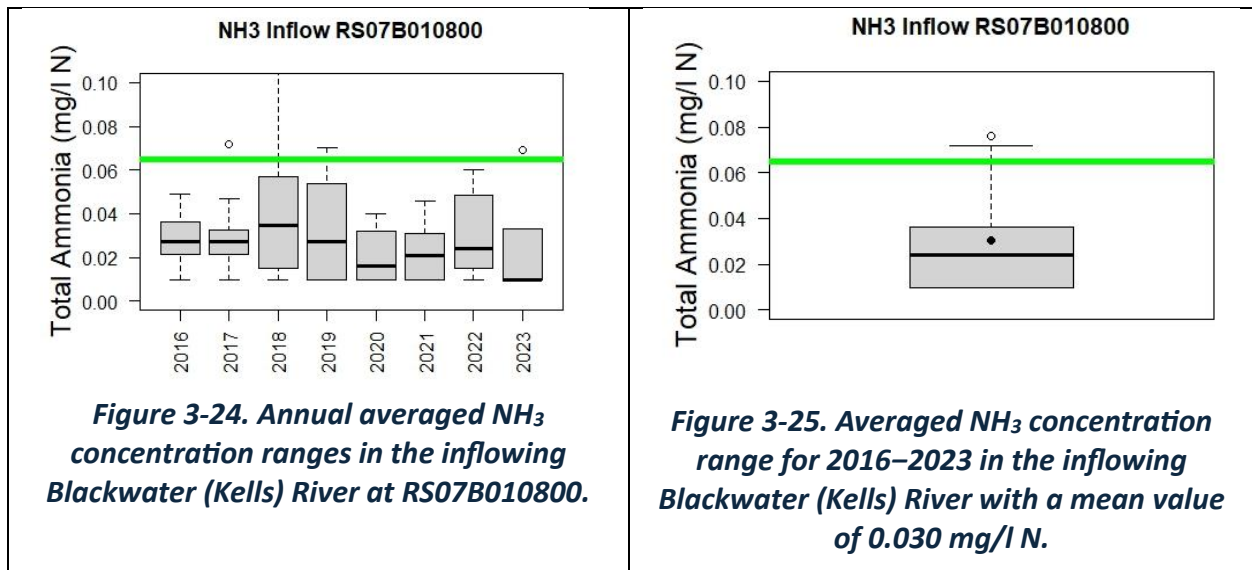 NH3 Inflow RS07B010800
Total Ammonia (mg/l N)
0.10
0.08
0.06
0.04
0.02
0.00
2016
2017
2018
2019
2020
2021
2022
2023
Figure 3-24. Annual averaged NH₃
concentration ranges in the inflowing
Blackwater (Kells) River at RS07B010800.
NH3 Inflow RS07B010800
Total Ammonia (mg/l N)
0.10
0.08
0.06
0.04
0.02
0.00
Figure 3-25. Averaged NH₃ concentration
range for 2016–2023 in the inflowing
Blackwater (Kells) River with a mean value
of 0.030 mg/l N.